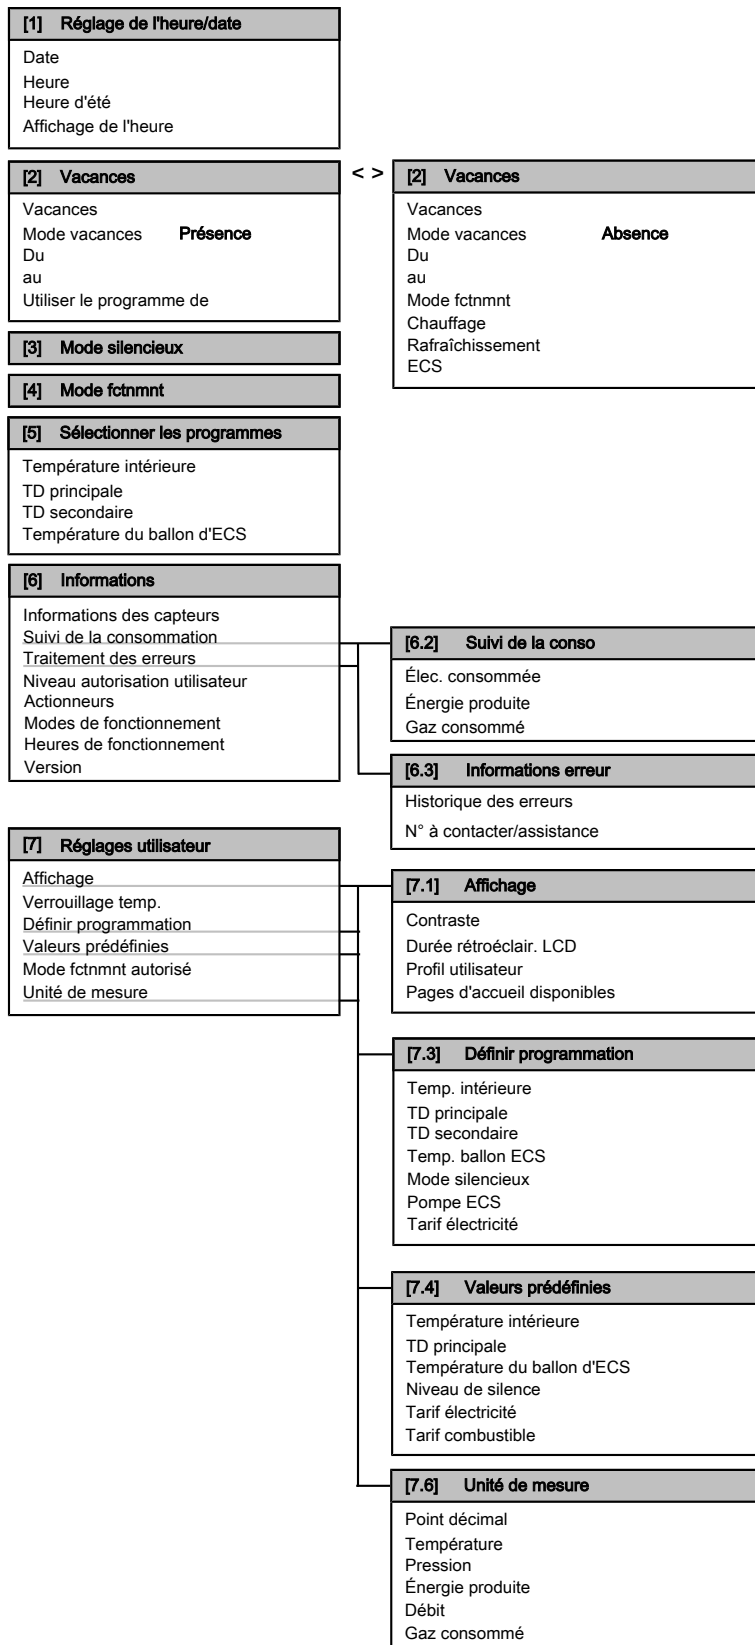 [1] Réglage de l'heure/date
Date
Heure
Heure d'été
Affichage de l'heure
[2] Vacances
Vacances
Mode vacances Présence
Du
au
Utiliser le programme de
< >
[2] Vacances
Vacances
Mode vacances Absence
Du
au
Mode fctnmnt
Chauffage
Rafraîchissement
ECS
[3] Mode silencieux
[4] Mode fctnmnt
[5] Sélectionner les programmes
Température intérieure
TD principale
TD secondaire
Température du ballon d'ECS
[6] Informations
Informations des capteurs
Suivi de la consommation
Traitement des erreurs
Niveau autorisation utilisateur
Actionneurs
Modes de fonctionnement
Heures de fonctionnement
Version
[6.2] Suivi de la conso
Élec. consommée
Énergie produite
Gaz consommé
[6.3] Informations erreur
Historique des erreurs
N° à contacter/assistance
[7] Réglages utilisateur
Affichage
Verrouillage temp.
Définir programmation
Valeurs prédéfinies
Mode fctnmnt autorisé
Unité de mesure
[7.1] Affichage
Contraste
Durée rétroéclair. LCD
Profil utilisateur
Pages d'accueil disponibles
[7.3] Définir programmation
Temp. intérieure
TD principale
TD secondaire
Temp. ballon ECS
Mode silencieux
Pompe ECS
Tarif électricité
[7.4] Valeurs prédéfinies
Température intérieure
TD principale
Température du ballon d'ECS
Niveau de silence
Tarif électricité
Tarif combustible
[7.6] Unité de mesure
Point décimal
Température
Pression
Énergie produite
Débit
Gaz consommé